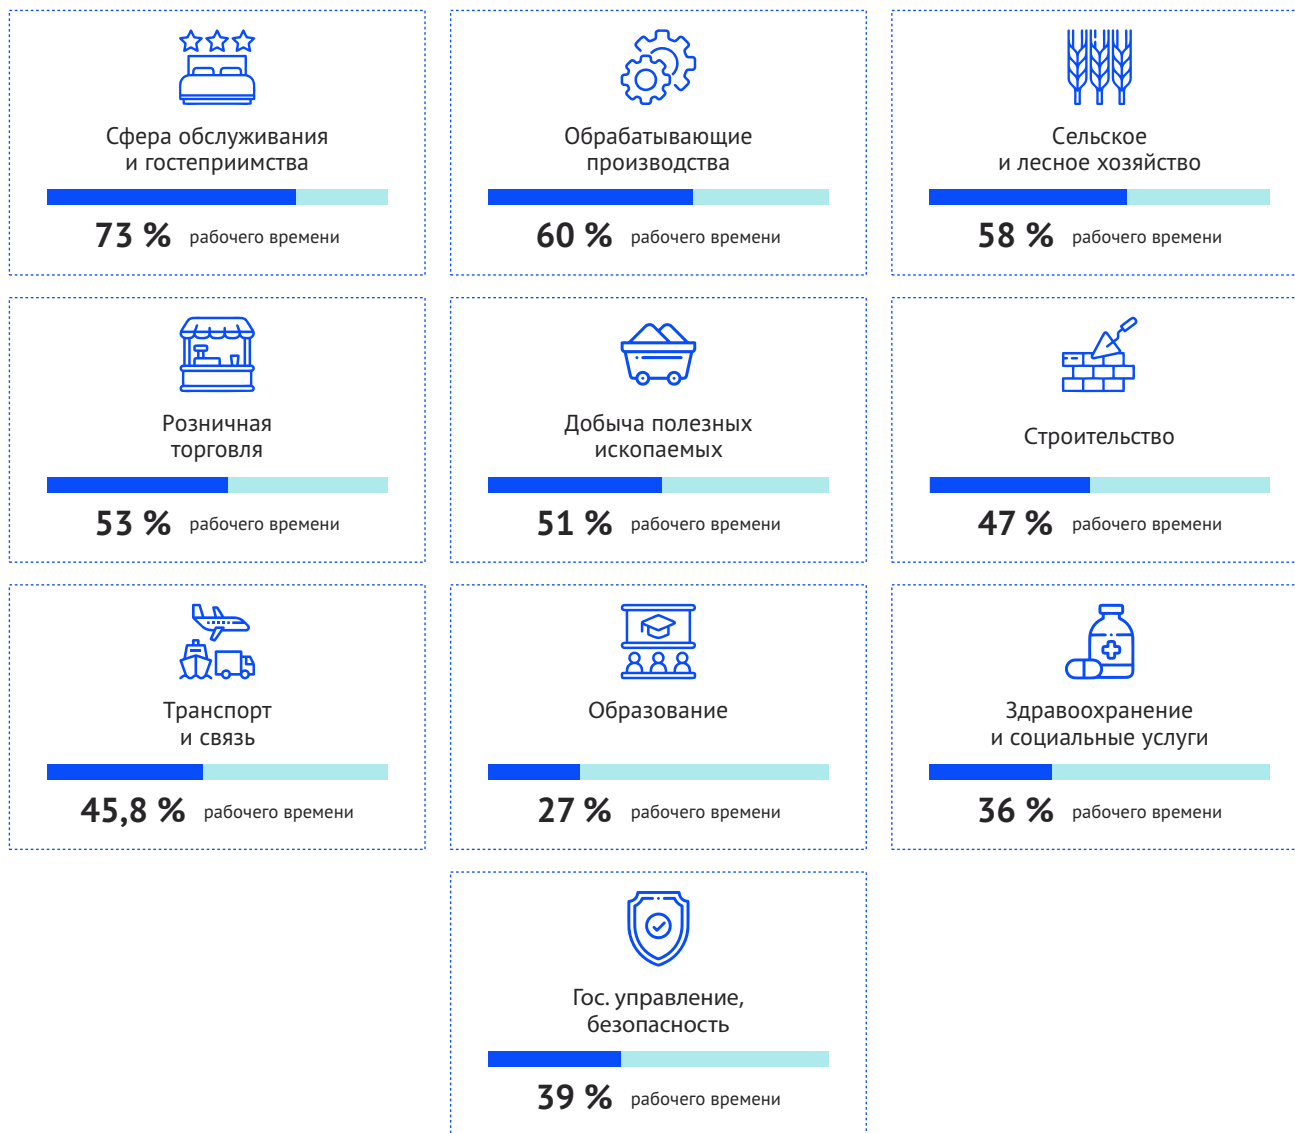 Сфера обслуживания
и гостеприимства
73 % рабочего времени
Обрабатывающие
производства
60 % рабочего времени
Сельское
и лесное хозяйство
58 % рабочего времени
Розничная
торговля
53 % рабочего времени
Добыча полезных
ископаемых
51 % рабочего времени
Строительство
47 % рабочего времени
Транспорт
и связь
45,8 % рабочего времени
Образование
27 % рабочего времени
Здравоохранение
и социальные услуги
36 % рабочего времени
Гос. управление,
безопасность
39 % рабочего времени